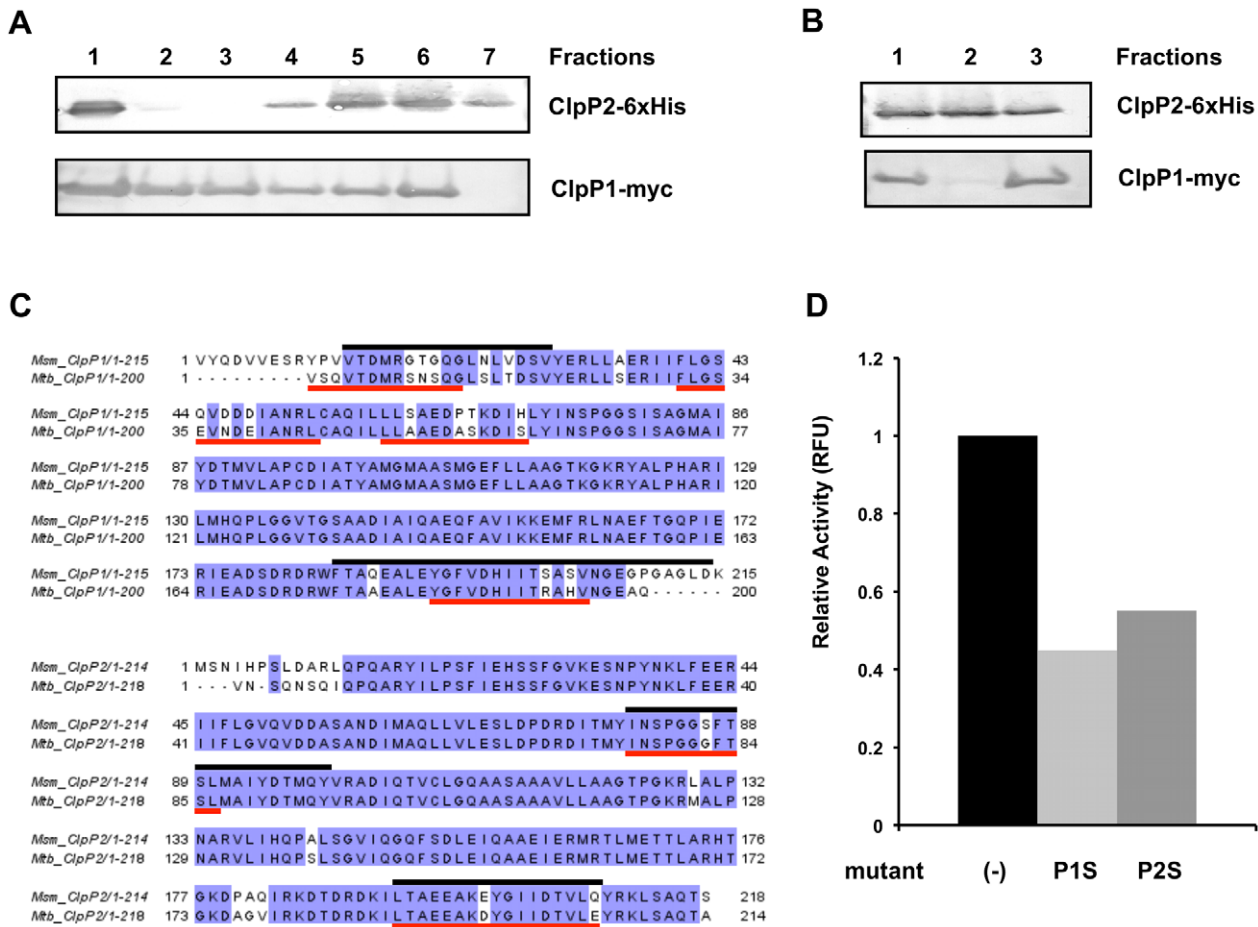 A
1 2 3 4 5 6 7 Fractions
ClpP2-6xHis
ClpP1-myc
B
1 2 3 Fractions
ClpP2-6xHis
ClpP1-myc
C
Msm_ClpP1/1-215 1 VYQDVVESRYPVVTDMRGTGQGLNLVDSVYERLLAERIIFLGS 43
Mtb_ClpP1/1-200 1 ---------VSQVTDMRSNSQGLSLTDSVYERLLSERIIFLGS 34
Msm_ClpP1/1-215 44 QVDDDIANRLCAQILLLSAEDPTKDIHLYINSPGGSISAGMAI 86
Mtb_ClpP1/1-200 35 EVNDEIANRLCAQILLLAAEDASKDISLYINSPGGSISAGMAI 77
Msm_ClpP1/1-215 87 YDTMVLAPCDIATYAMGMAASMGEFLLAAGTKGKRYALPHARI 129
Mtb_ClpP1/1-200 78 YDTMVLAPCDIATYAMGMAASMGEFLLAAGTKGKRYALPHARI 120
Msm_ClpP1/1-215 130 LMHQPLGGVTGSAADIAIQAEQFAVIKKEMFRLNAEFTGQPIE 172
Mtb_ClpP1/1-200 121 LMHQPLGGVTGSAADIAIQAEQFAVIKKEMFRLNAEFTGQPIE 163
Msm_ClpP1/1-215 173 RIEADSDRDRWFTAQEALEYGFVDHIITSASVNGEGPGAGLDK 215
Mtb_ClpP1/1-200 164 RIEADSDRDRWFTAAEALEYGFVDHIITRAHVNGEAQ------ 200
Msm_ClpP2/1-214 1 MSNIHPSLDARLQPQARYILPSFIEHSSFGVKESNPYNKLFEER 44
Mtb_ClpP2/1-218 1 ---VN-SQNSQIQPQARYILPSFIEHSSFGVKESNPYNKLFEER 40
Msm_ClpP2/1-214 45 IIFLGVQVDDASANDIMAQLLVLESLDPDRDITMYINSPGGSFT 88
Mtb_ClpP2/1-218 41 IIFLGVQVDDASANDIMAQLLVLESLDPDRDITMYINSPGGGFT 84
Msm_ClpP2/1-214 89 SLMAIYDTMQYVRADIQTVCLGQAASAAAVLLAAGTPGKRLALP 132
Mtb_ClpP2/1-218 85 SLMAIYDTMQYVRADIQTVCLGQAASAAAVLLAAGTPGKRMALP 128
Msm_ClpP2/1-214 133 NARVLIHQPALSGVIQGQFSDLEIQAAEIERMRTLMETTLARHT 176
Mtb_ClpP2/1-218 129 NARVLIHQPSLSGVIQGQFSDLEIQAAEIERMRTLMETTLARHT 172
Msm_ClpP2/1-214 177 GKDPAQIRKDTDRDKILTAEEAKEYGIIDTVLQYRKLSAQTS 218
Mtb_ClpP2/1-218 173 GKDAGVIRKDTDRDKILTAEEAKDYGIIDTVLEYRKLSAQTA 214
D
Relative Activity (RFU)
1.2
1
0.8
0.6
0.4
0.2
0
mutant (-) P1S P2S